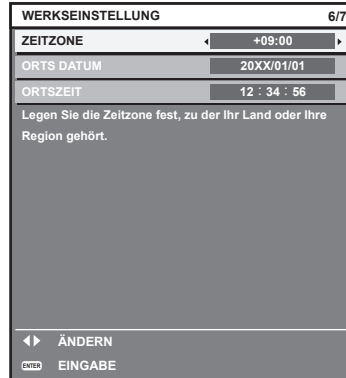 WERKSEINSTELLUNG 6/7
ZEITZONE +09:00
ORTS DATUM 20XX/01/01
ORTSZEIT 12 : 34 : 56
Legen Sie die Zeitzone fest, zu der Ihr Land oder Ihre
Region gehört.
ÄNDERN
ENTER EINGABE